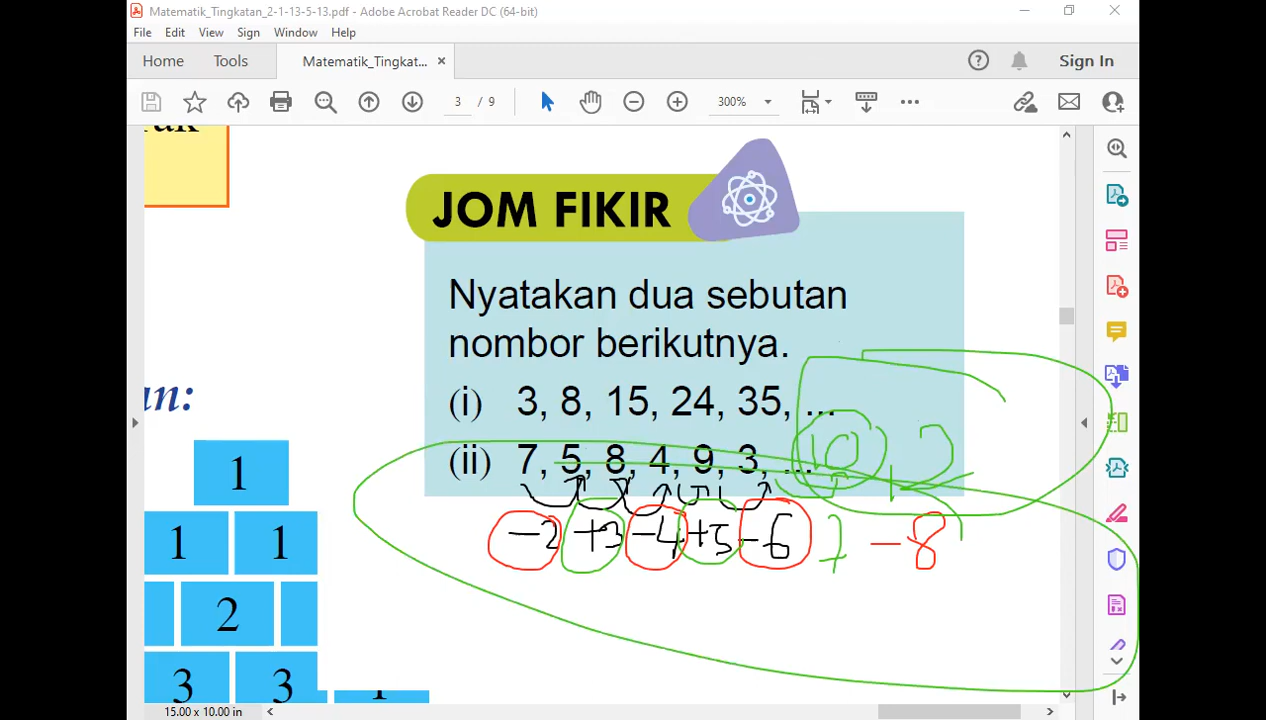 Matematik_Tingkatan_2-1-13-5-13.pdf - Adobe Acrobat Reader DC (64-bit)
File Edit View Sign Window Help
Home Tools Matematik_Tingkat... × Sign In
3 / 9 300%
JOM FIKIR
Nyatakan dua sebutan
nombor berikutnya.
(i) 3, 8, 15, 24, 35, ...
(ii) 7, 5, 8, 4, 9, 3, ... 10, 2
-2 +3 -4 +5 -6 7 -8
an:
1
1 1
2
3 3 1
15.00 x 10.00 in